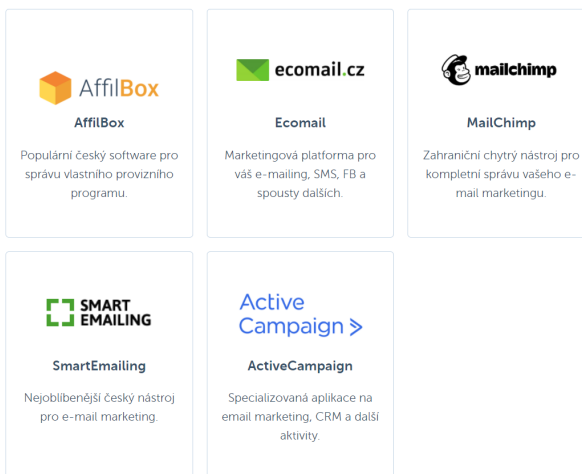 AffilBox
AffilBox
Populární český software pro
správu vlastního provizního
programu.
ecomail.cz
Ecomail
Marketingová platforma pro
váš e-mailing, SMS, FB a
spousty dalších.
mailchimp
MailChimp
Zahraniční chytrý nástroj pro
kompletní správu vašeho e-
mail marketingu.
SMART
EMAILING
SmartEmailing
Nejoblíbenější český nástroj
pro e-mail marketing.
Active
Campaign >
ActiveCampaign
Specializovaná aplikace na
email marketing, CRM a další
aktivity.